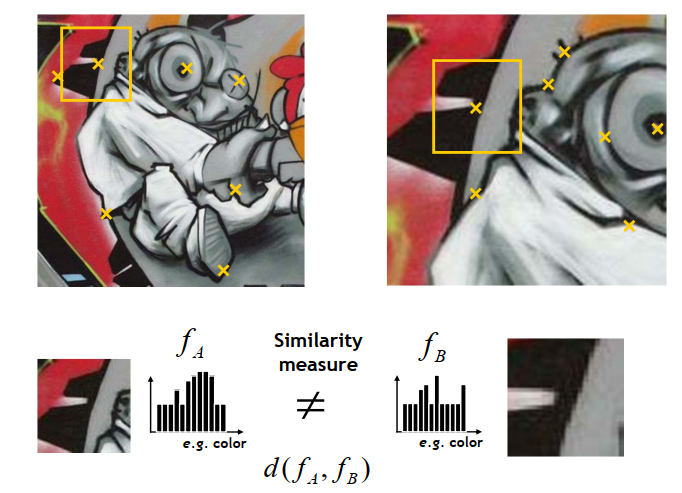 f_A
Similarity
measure
f_B
≠
e.g. color
e.g. color
d(f_A, f_B)